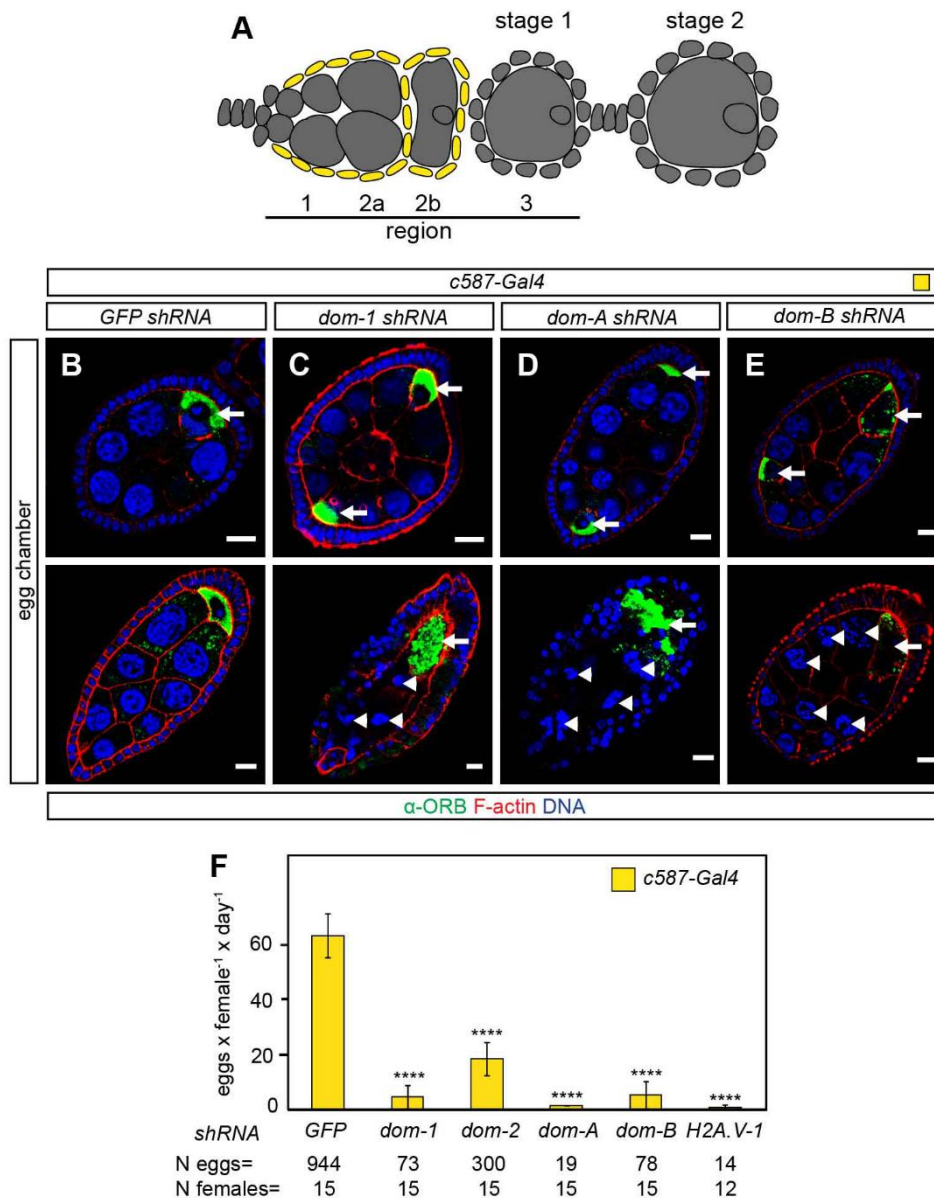 A
stage 1 stage 2
1 2a 2b 3
region
c587-Gal4
GFP shRNA dom-1 shRNA dom-A shRNA dom-B shRNA
egg chamber
B C D E
α-ORB F-actin DNA
F
c587-Gal4
eggs x female⁻¹ x day⁻¹
60
40
20
0
**** **** **** **** ****
shRNA GFP dom-1 dom-2 dom-A dom-B H2A.V-1
N eggs= 944 73 300 19 78 14
N females= 15 15 15 15 15 12